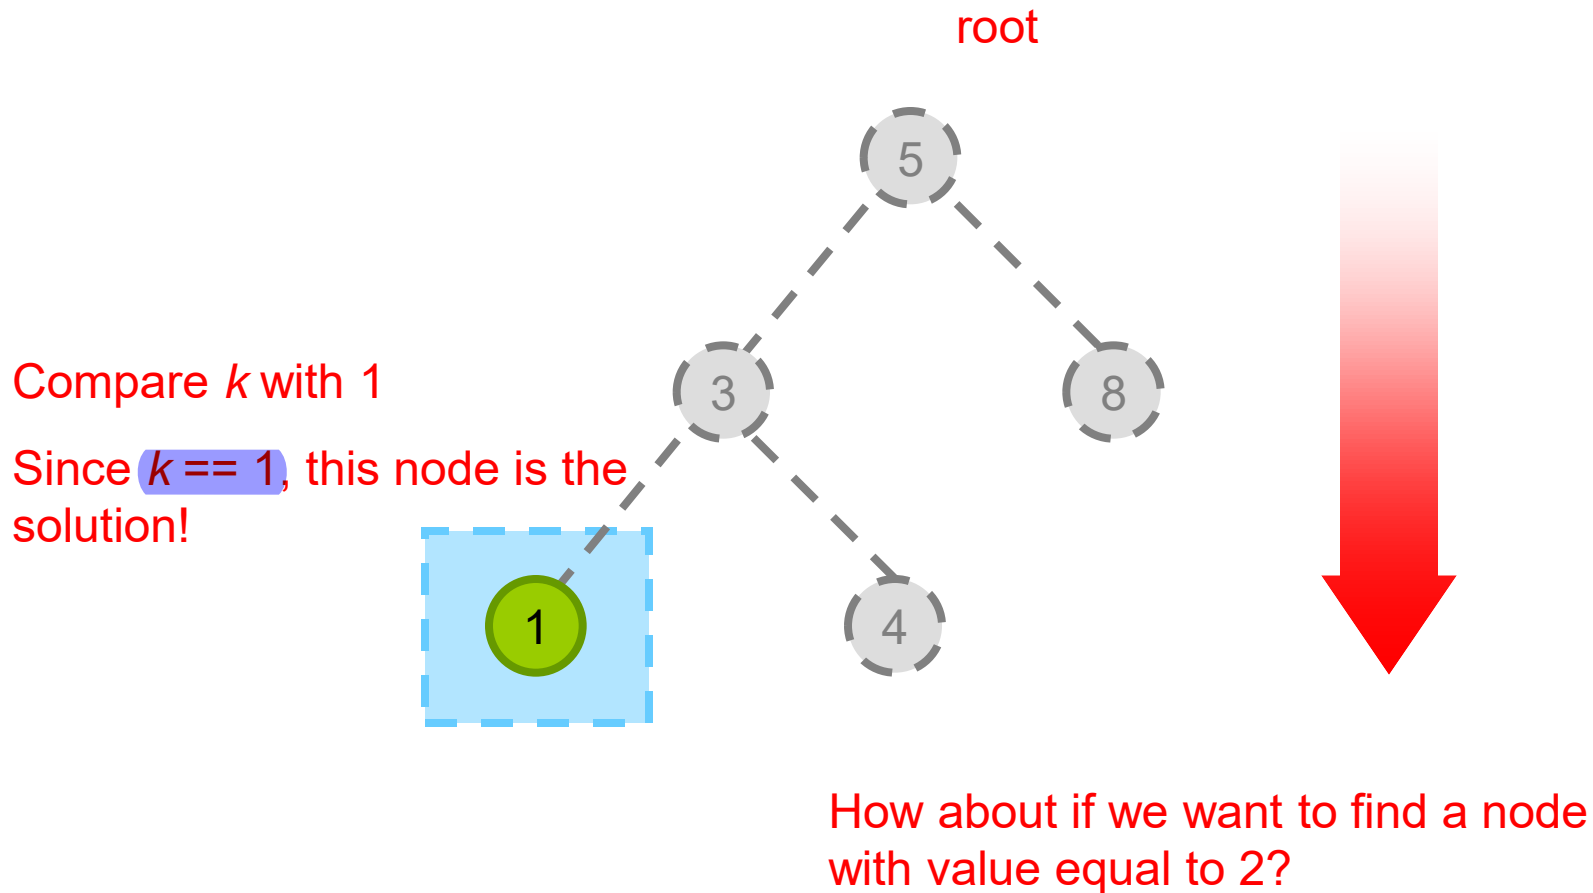 root
5
3
8
Compare k with 1
Since k == 1, this node is the
solution!
1
4
How about if we want to find a node
with value equal to 2?